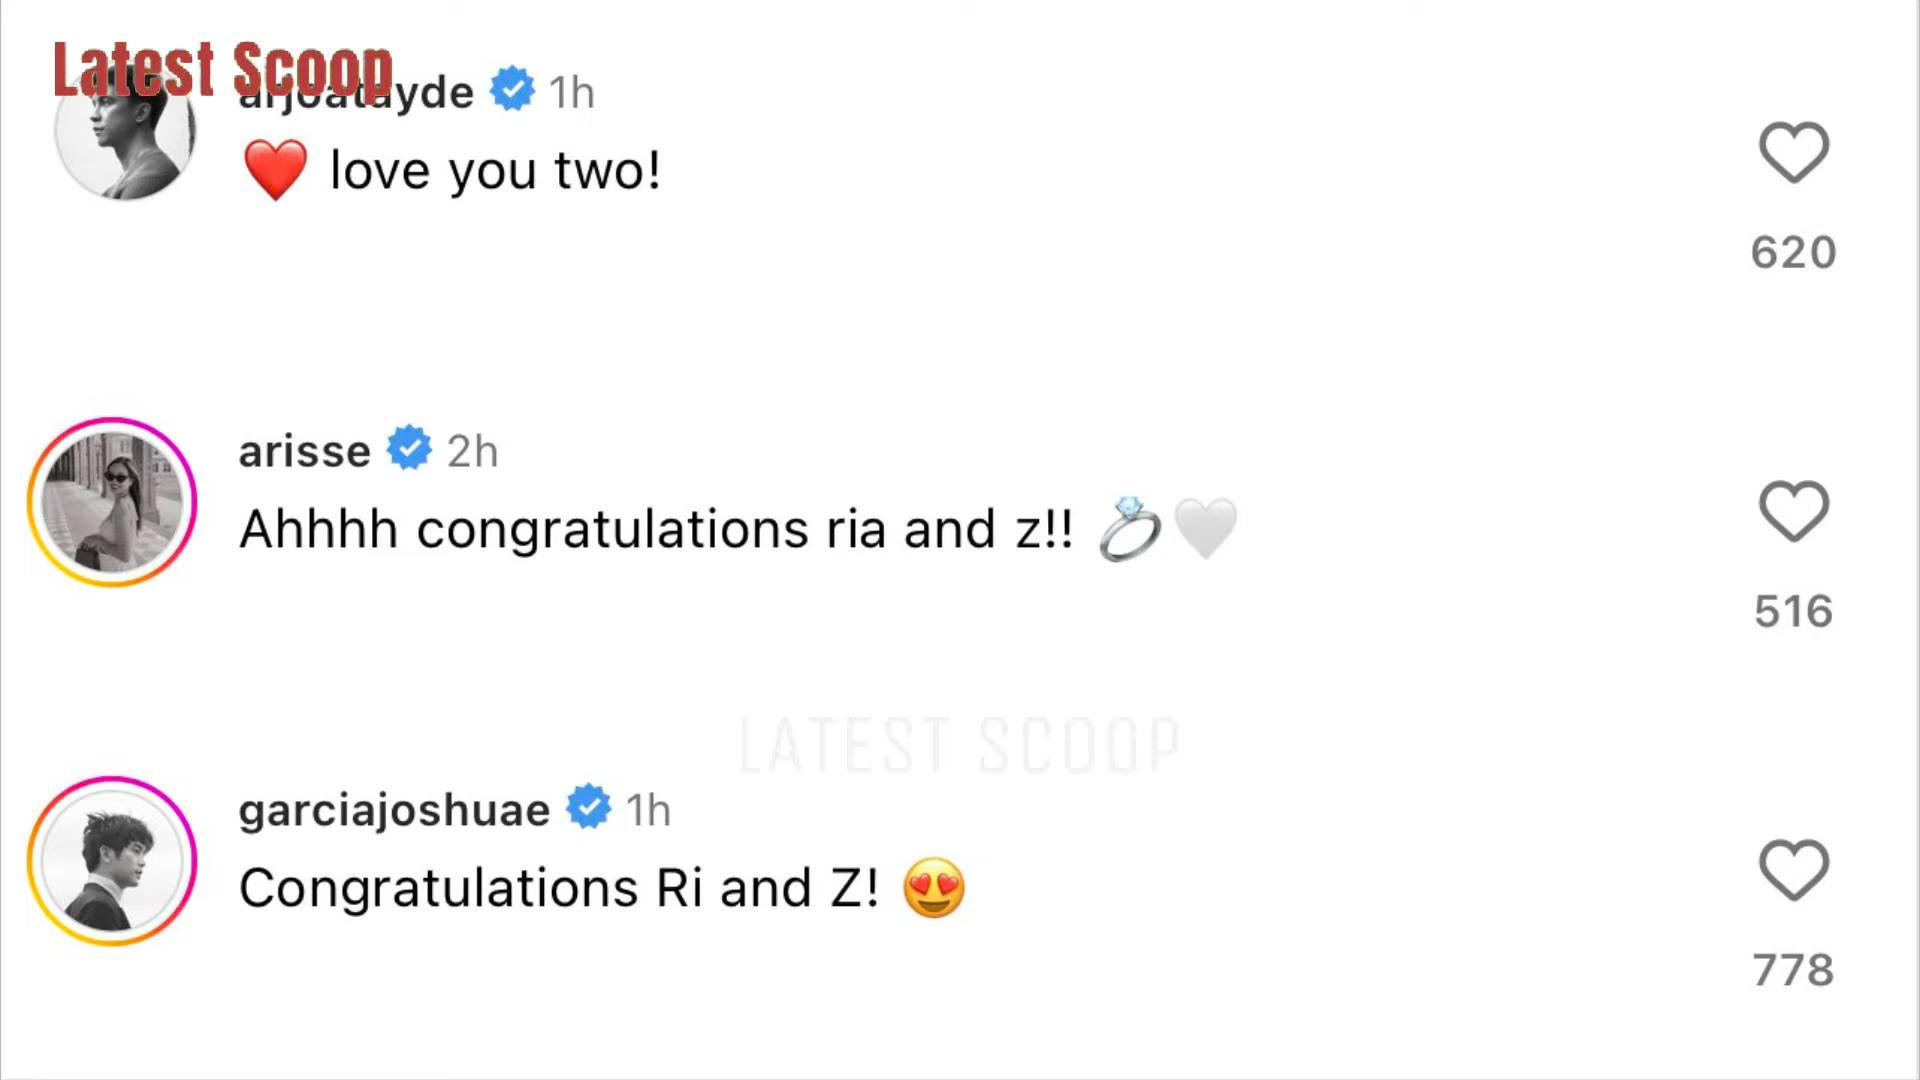 Latest Scoop
arjoatayde 1h
❤️ love you two!
620
arisse 2h
Ahhhh congratulations ria and z!! 💍🤍
516
LATEST SCOOP
garciajoshuae 1h
Congratulations Ri and Z! 😍
778